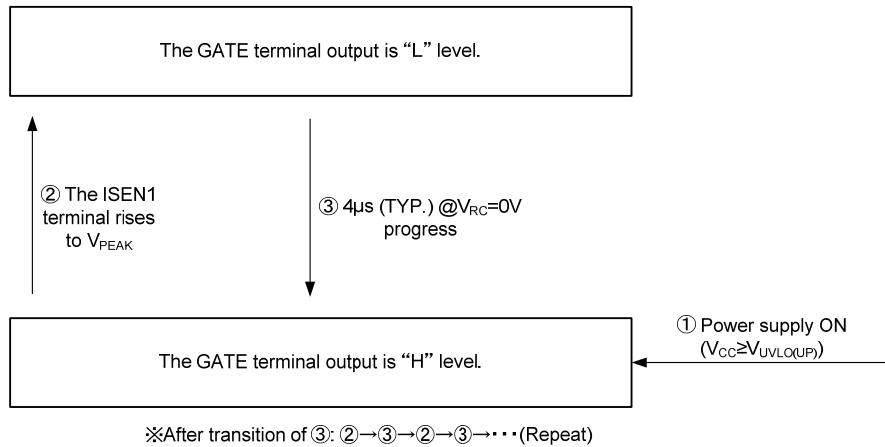 The GATE terminal output is “L” level.
② The ISEN1
terminal rises
to VPEAK
③ 4μs (TYP.) @VRC=0V
progress
① Power supply ON
(VCC≥VUVLO(UP))
The GATE terminal output is “H” level.
※After transition of ③: ②→③→②→③→･･･(Repeat)